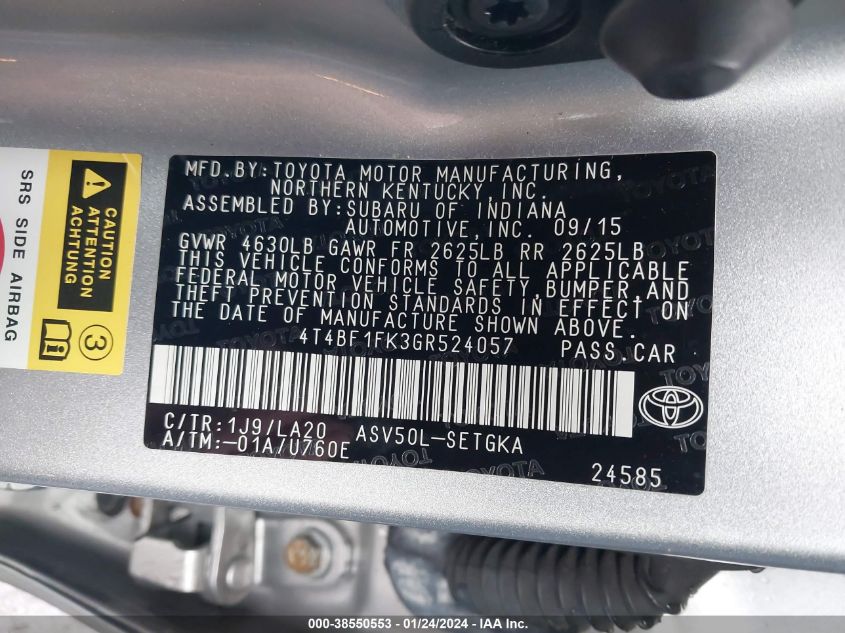 MFD.BY:TOYOTA MOTOR MANUFACTURING,
NORTHERN KENTUCKY, INC.
ASSEMBLED BY:SUBARU OF INDIANA
AUTOMOTIVE, INC. 09/15
GVWR 4630LB GAWR FR 2625LB RR 2625LB
THIS VEHICLE CONFORMS TO ALL APPLICABLE
FEDERAL MOTOR VEHICLE SAFETY, BUMPER, AND
THEFT PREVENTION STANDARDS IN EFFECT ON
THE DATE OF MANUFACTURE SHOWN ABOVE.
4T4BF1FK3GR524057 PASS.CAR
C/TR:1J9/LA20 ASV50L-SETGKA
A/TM:-01A/U760E
24585
TOYOTA
SRS SIDE AIRBAG
CAUTION
ATTENTION
ACHTUNG
3
000-38550553 — 01/24/2024 — IAAI.CA